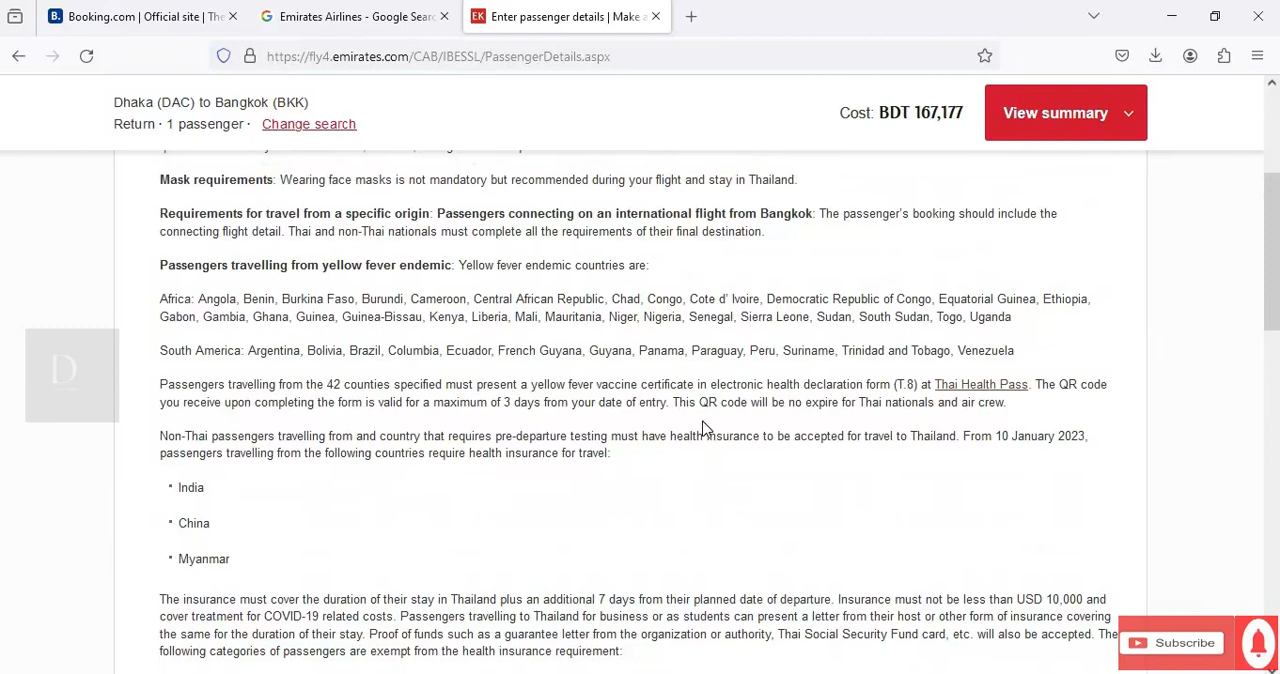 Booking.com | Official site | The
Emirates Airlines - Google Sear
Enter passenger details | Make a
https://fly4.emirates.com/CAB/IBESSL/PassengerDetails.aspx
Dhaka (DAC) to Bangkok (BKK)
Return · 1 passenger · Change search
Cost: BDT 167,177
View summary
Mask requirements: Wearing face masks is not mandatory but recommended during your flight and stay in Thailand.
Requirements for travel from a specific origin: Passengers connecting on an international flight from Bangkok: The passenger's booking should include the
connecting flight detail. Thai and non-Thai nationals must complete all the requirements of their final destination.
Passengers travelling from yellow fever endemic: Yellow fever endemic countries are:
Africa: Angola, Benin, Burkina Faso, Burundi, Cameroon, Central African Republic, Chad, Congo, Cote d' Ivoire, Democratic Republic of Congo, Equatorial Guinea, Ethiopia,
Gabon, Gambia, Ghana, Guinea, Guinea-Bissau, Kenya, Liberia, Mali, Mauritania, Niger, Nigeria, Senegal, Sierra Leone, Sudan, South Sudan, Togo, Uganda
South America: Argentina, Bolivia, Brazil, Columbia, Ecuador, French Guyana, Guyana, Panama, Paraguay, Peru, Suriname, Trinidad and Tobago, Venezuela
Passengers travelling from the 42 counties specified must present a yellow fever vaccine certificate in electronic health declaration form (T.8) at Thai Health Pass. The QR code
you receive upon completing the form is valid for a maximum of 3 days from your date of entry. This QR code will be no expire for Thai nationals and air crew.
Non-Thai passengers travelling from and country that requires pre-departure testing must have health insurance to be accepted for travel to Thailand. From 10 January 2023,
passengers travelling from the following countries require health insurance for travel:
India
China
Myanmar
The insurance must cover the duration of their stay in Thailand plus an additional 7 days from their planned date of departure. Insurance must not be less than USD 10,000 and
cover treatment for COVID-19 related costs. Passengers travelling to Thailand for business or as students can present a letter from their host or other form of insurance covering
the same for the duration of their stay. Proof of funds such as a guarantee letter from the organization or authority, Thai Social Security Fund card, etc. will also be accepted. The
following categories of passengers are exempt from the health insurance requirement:
Subscribe